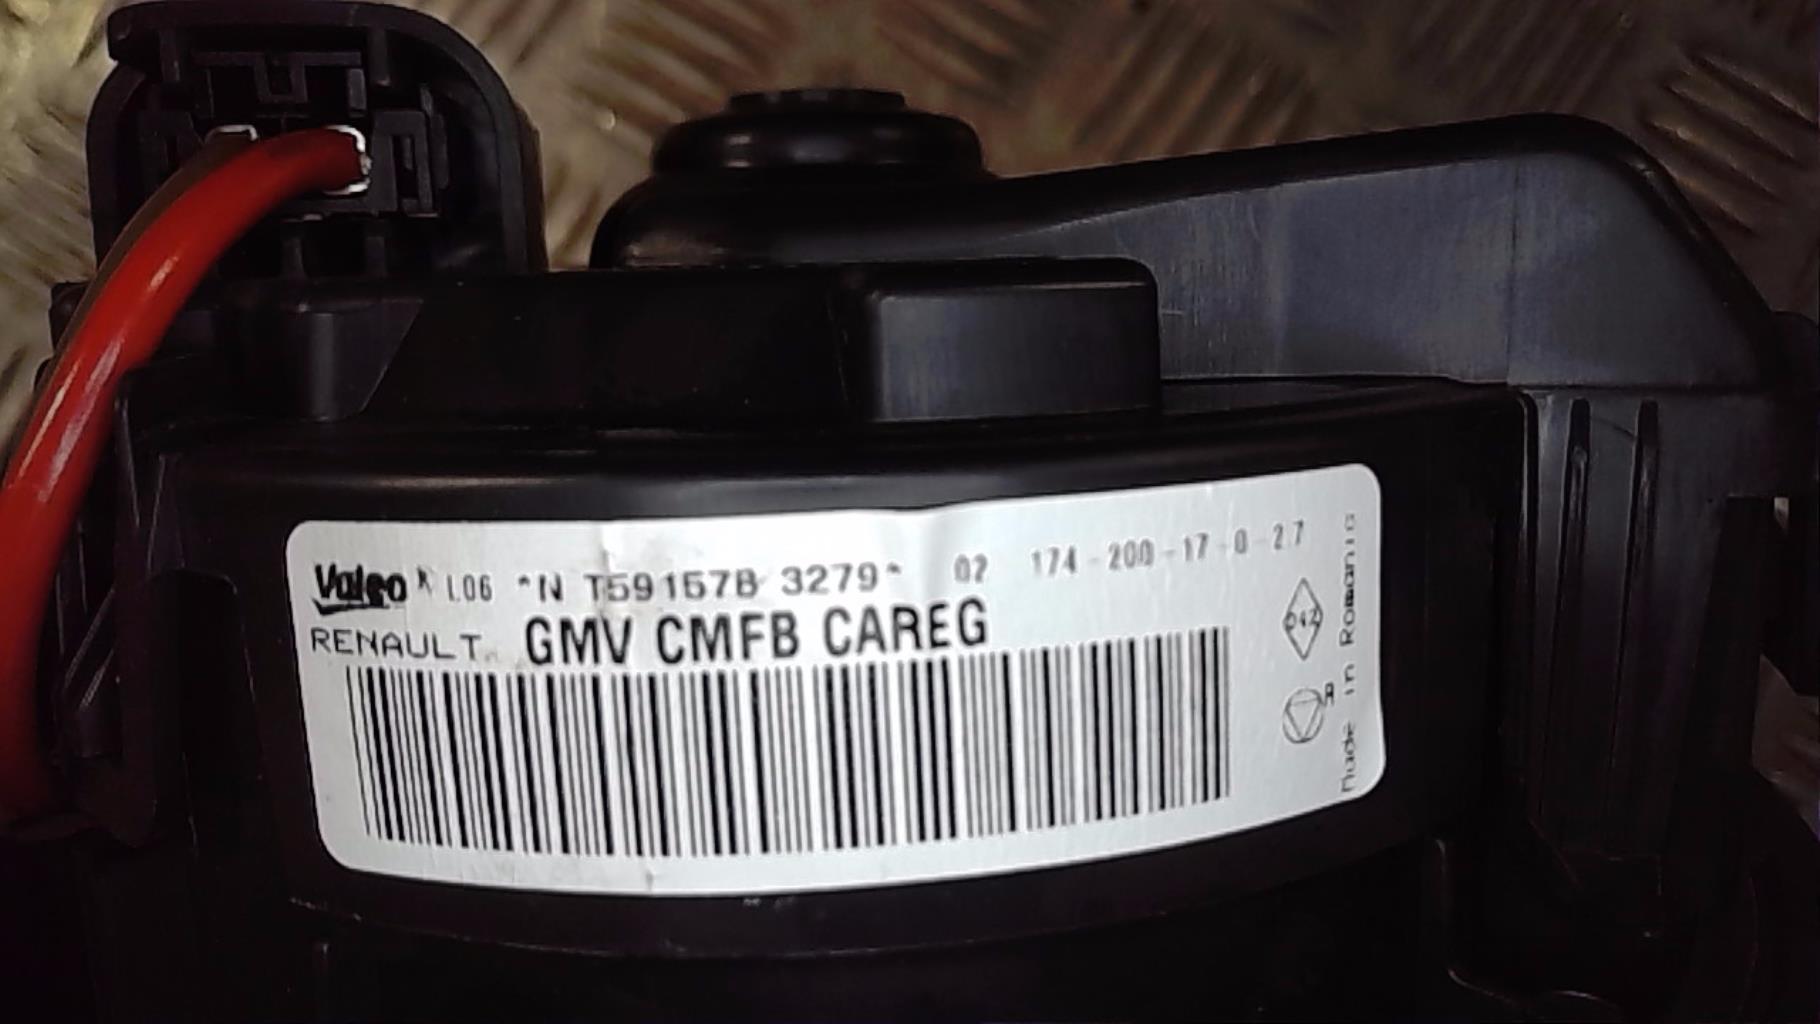 Valeo * L06 *N T591578 3279* 02 174-200-17-0-27
RENAULT GMV CMFB CAREG
042
A
Made in Romania